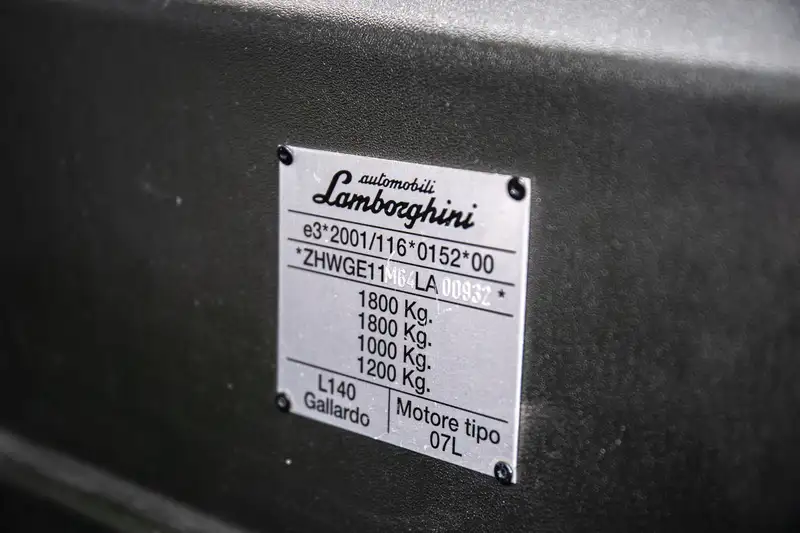 automobili
Lamborghini
e3*2001/116*0152*00
*ZHWGE11M64LA00932*
1800 Kg.
1800 Kg.
1000 Kg.
1200 Kg.
L140
Gallardo
Motore tipo
07L